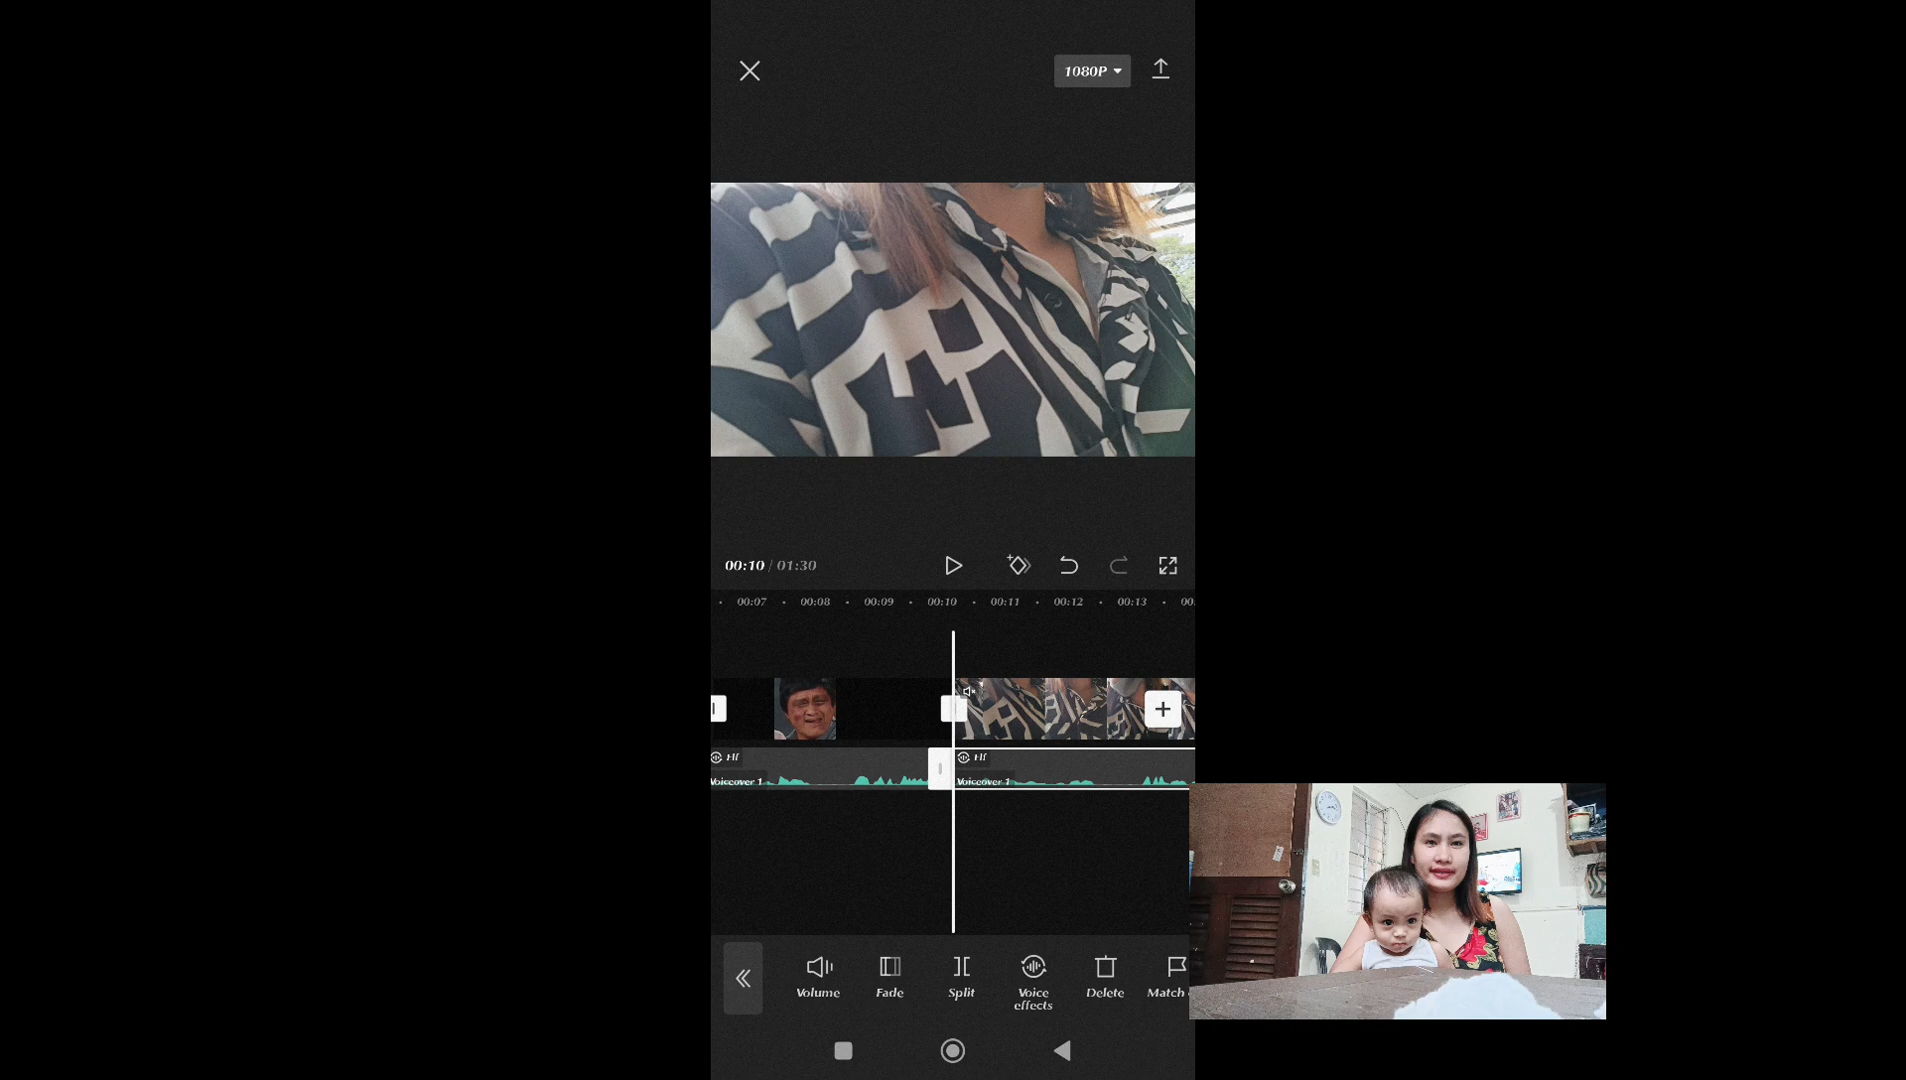 1080P
00:10 / 01:30
00:07 00:08 00:09 00:10 00:11 00:12 00:13 00:
Voiceover 1
Voiceover 1
Volume
Fade
Split
Voice
effects
Delete
Match